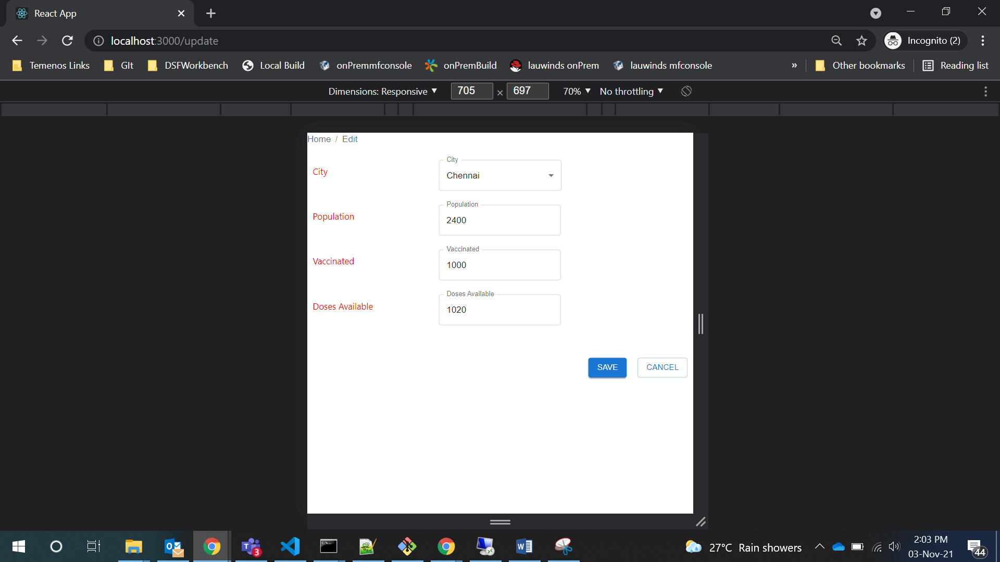 React App
localhost:3000/update
Incognito (2)
Temenos Links
GIt
DSFWorkbench
Local Build
onPremmfconsole
onPremBuild
lauwinds onPrem
lauwinds mfconsole
»
Other bookmarks
Reading list
Dimensions: Responsive
705 × 697
70%
No throttling
Home / Edit
City
City
Chennai
Population
Population
2400
Vaccinated
Vaccinated
1000
Doses Available
Doses Available
1020
SAVE
CANCEL
3
27°C Rain showers
2:03 PM
03-Nov-21
44